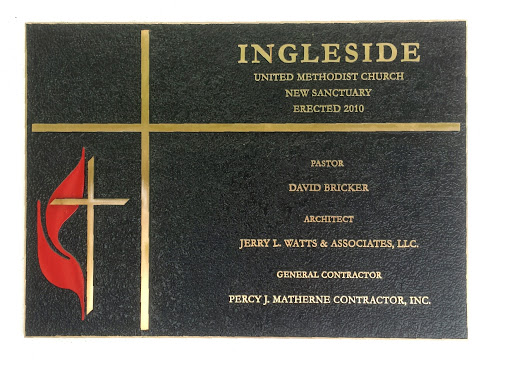 INGLESIDE
UNITED METHODIST CHURCH
NEW SANCTUARY
ERECTED 2010
PASTOR
DAVID BRICKER
ARCHITECT
JERRY L. WATTS & ASSOCIATES, LLC.
GENERAL CONTRACTOR
PERCY J. MATHERNE CONTRACTOR, INC.